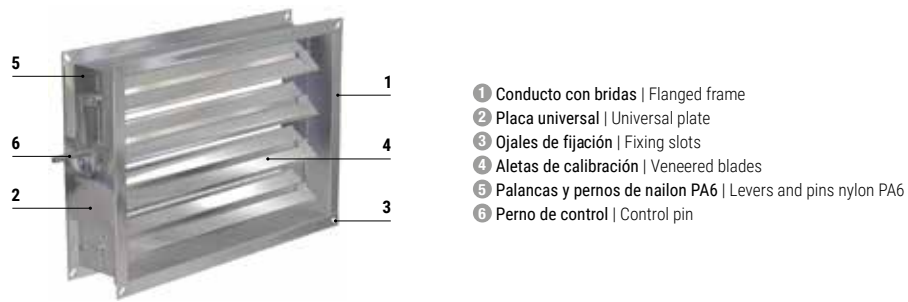 5
1
6
4
2
3
1 Conducto con bridas | Flanged frame
2 Placa universal | Universal plate
3 Ojales de fijación | Fixing slots
4 Aletas de calibración | Veneered blades
5 Palancas y pernos de nailon PA6 | Levers and pins nylon PA6
6 Perno de control | Control pin